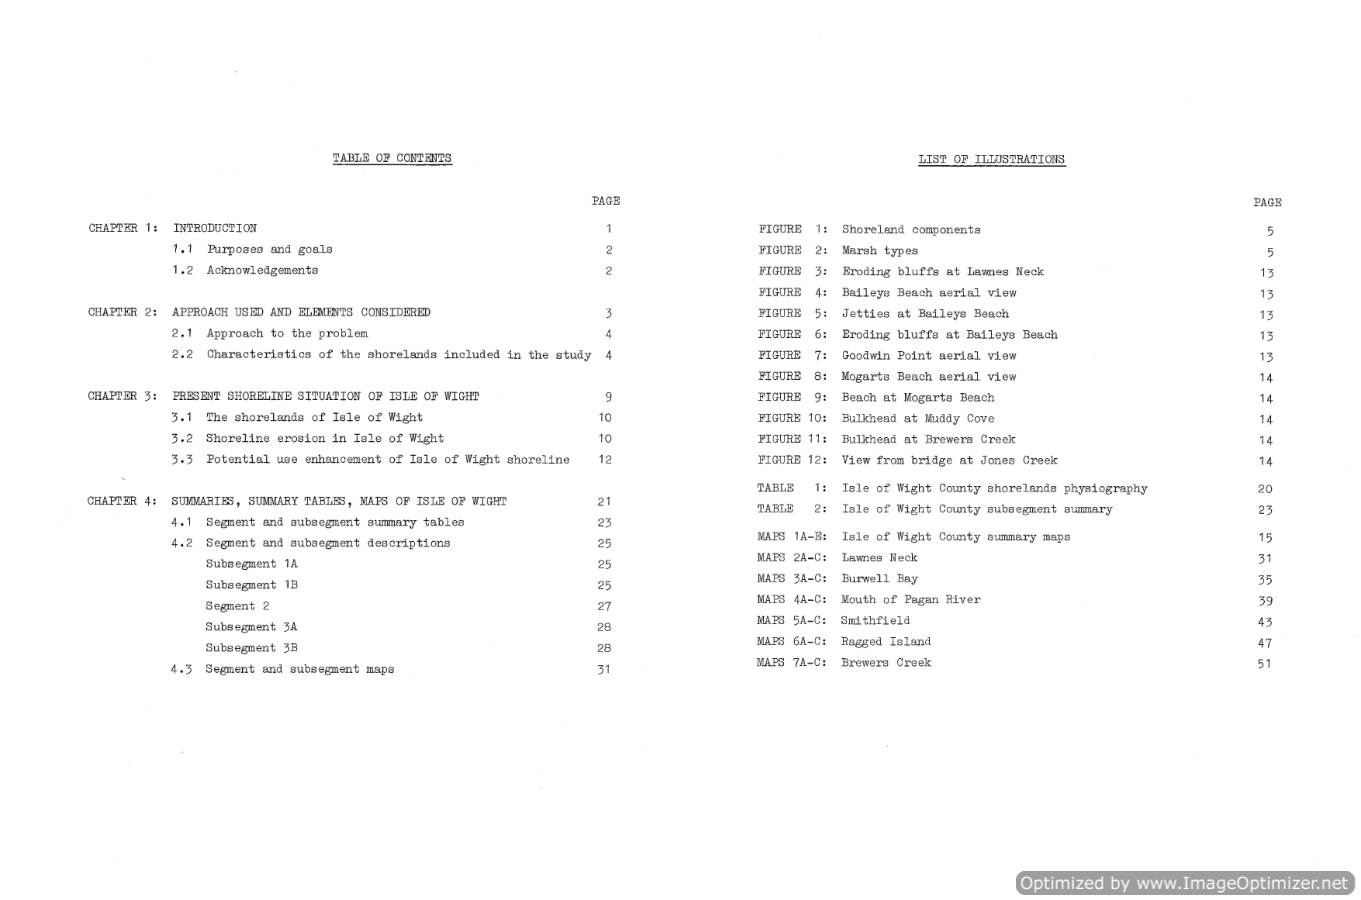 TABLE OF CONTENTS
PAGE
CHAPTER 1: INTRODUCTION 1
1.1 Purposes and goals 2
1.2 Acknowledgements 2
CHAPTER 2: APPROACH USED AND ELEMENTS CONSIDERED 3
2.1 Approach to the problem 4
2.2 Characteristics of the shorelands included in the study 4
CHAPTER 3: PRESENT SHORELINE SITUATION OF ISLE OF WIGHT 9
3.1 The shorelands of Isle of Wight 10
3.2 Shoreline erosion in Isle of Wight 10
3.3 Potential use enhancement of Isle of Wight shoreline 12
CHAPTER 4: SUMMARIES, SUMMARY TABLES, MAPS OF ISLE OF WIGHT 21
4.1 Segment and subsegment summary tables 23
4.2 Segment and subsegment descriptions 25
Subsegment 1A 25
Subsegment 1B 25
Segment 2 27
Subsegment 3A 28
Subsegment 3B 28
4.3 Segment and subsegment maps 31
LIST OF ILLUSTRATIONS
PAGE
FIGURE 1: Shoreland components 5
FIGURE 2: Marsh types 5
FIGURE 3: Eroding bluffs at Lawnes Neck 13
FIGURE 4: Baileys Beach aerial view 13
FIGURE 5: Jetties at Baileys Beach 13
FIGURE 6: Eroding bluffs at Baileys Beach 13
FIGURE 7: Goodwin Point aerial view 13
FIGURE 8: Mogarts Beach aerial view 14
FIGURE 9: Beach at Mogarts Beach 14
FIGURE 10: Bulkhead at Muddy Cove 14
FIGURE 11: Bulkhead at Brewers Creek 14
FIGURE 12: View from bridge at Jones Creek 14
TABLE 1: Isle of Wight County shorelands physiography 20
TABLE 2: Isle of Wight County subsegment summary 23
MAPS 1A-E: Isle of Wight County summary maps 15
MAPS 2A-C: Lawnes Neck 31
MAPS 3A-C: Burwell Bay 35
MAPS 4A-C: Mouth of Pagan River 39
MAPS 5A-C: Smithfield 43
MAPS 6A-C: Ragged Island 47
MAPS 7A-C: Brewers Creek 51
Optimized by www.ImageOptimizer.net